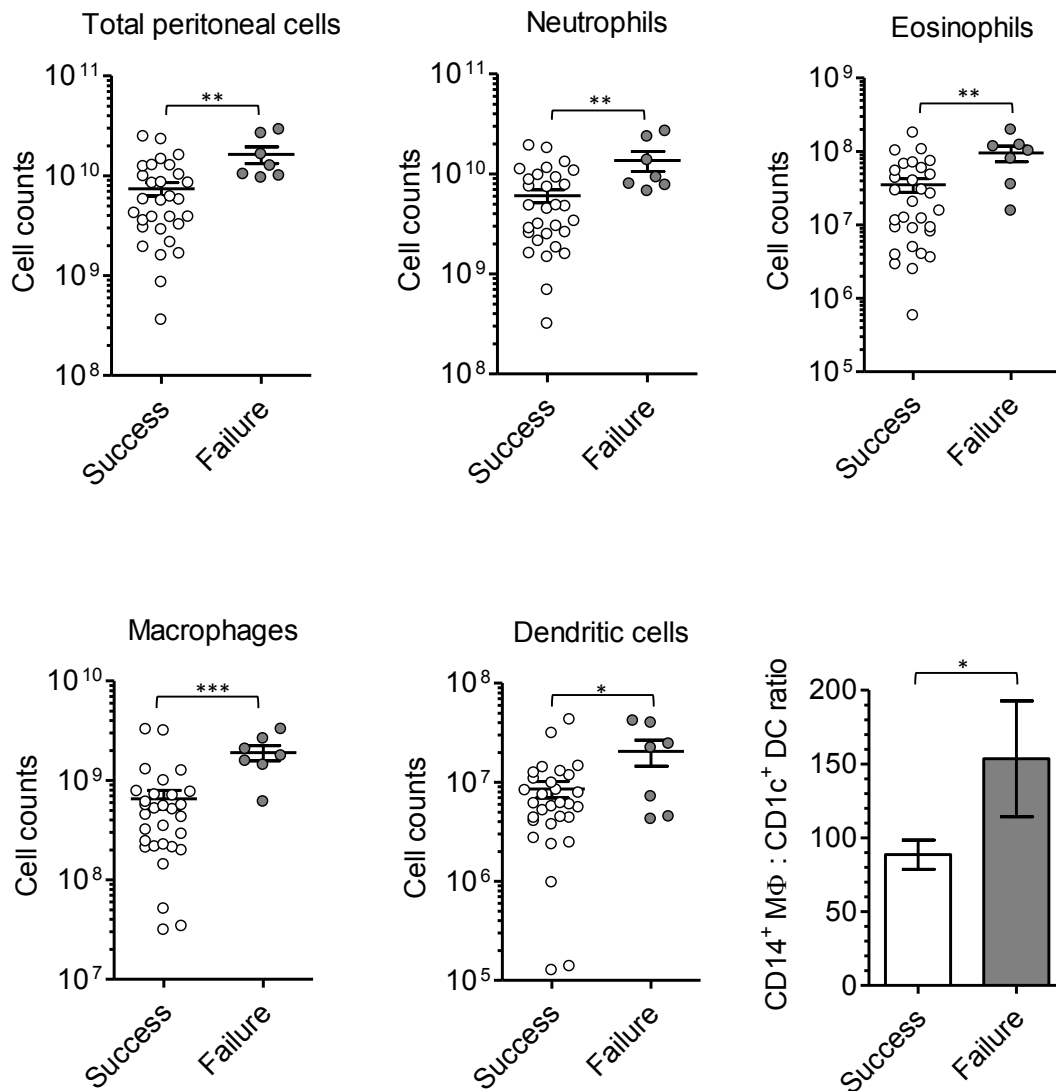 Total peritoneal cells
Cell counts
10¹¹
10¹⁰
10⁹
10⁸
**
Success
Failure
Neutrophils
Cell counts
10¹¹
10¹⁰
10⁹
10⁸
**
Success
Failure
Eosinophils
Cell counts
10⁹
10⁸
10⁷
10⁶
10⁵
**
Success
Failure
Macrophages
Cell counts
10¹⁰
10⁹
10⁸
10⁷
***
Success
Failure
Dendritic cells
Cell counts
10⁸
10⁷
10⁶
10⁵
*
Success
Failure
CD14⁺ MΦ : CD1c⁺ DC ratio
200
150
100
50
0
*
Success
Failure